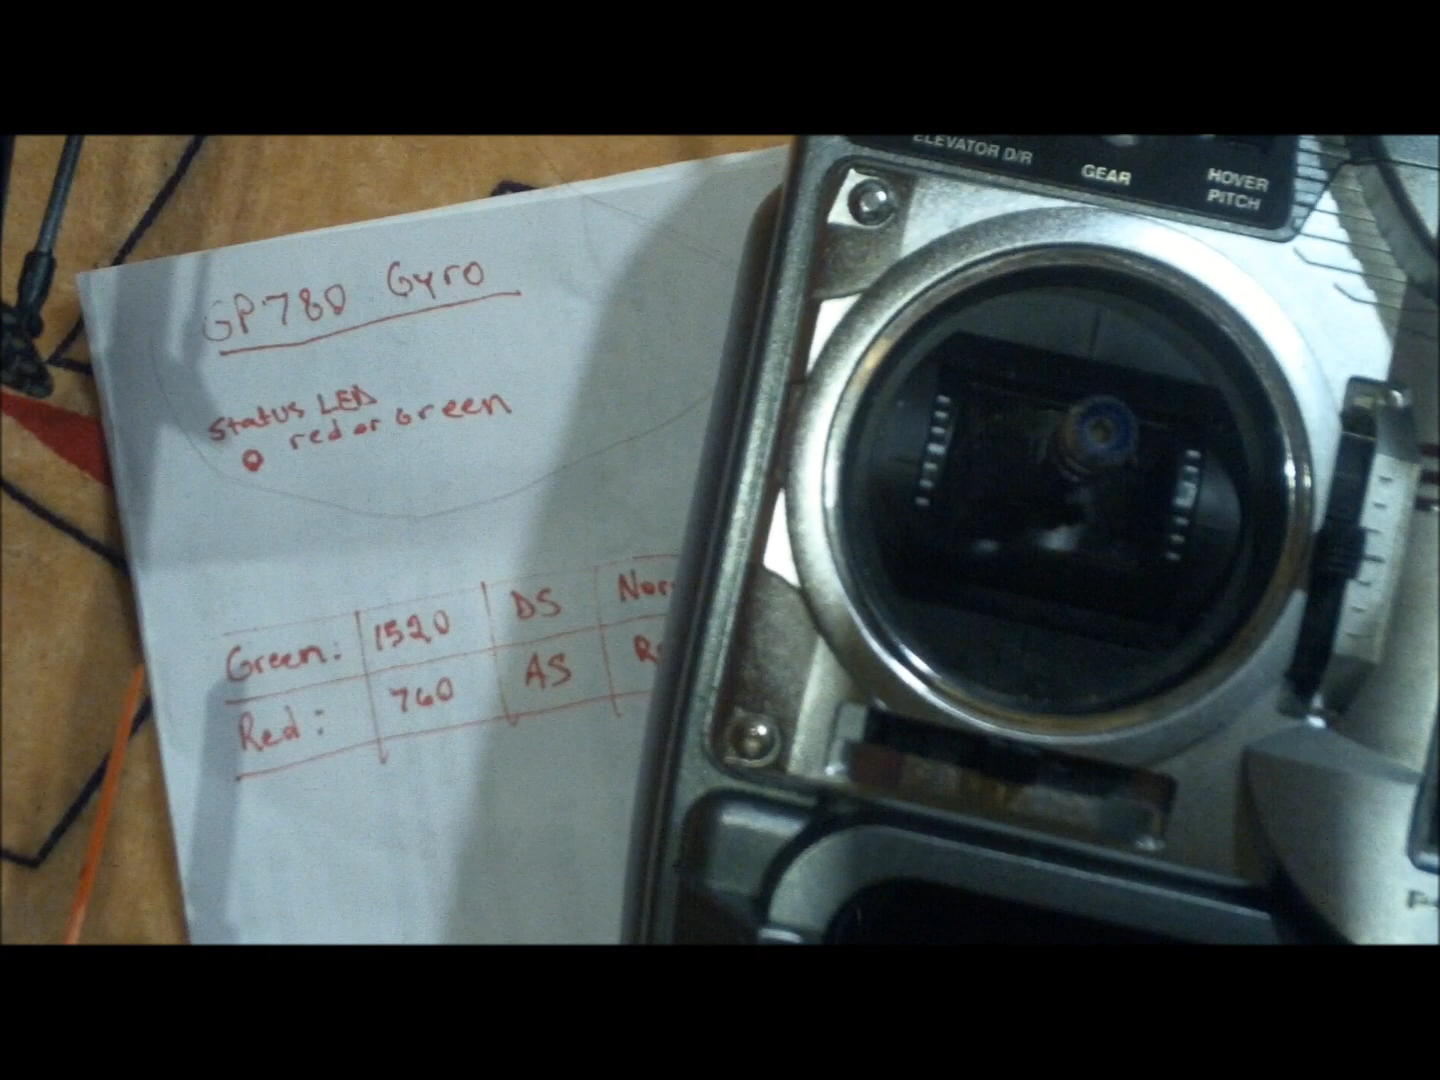 GP780 Gyro
Status LED
red or Green
Green: 1520 DS
Red: 760 AS
ELEVATOR D/R
GEAR
HOVER
PITCH